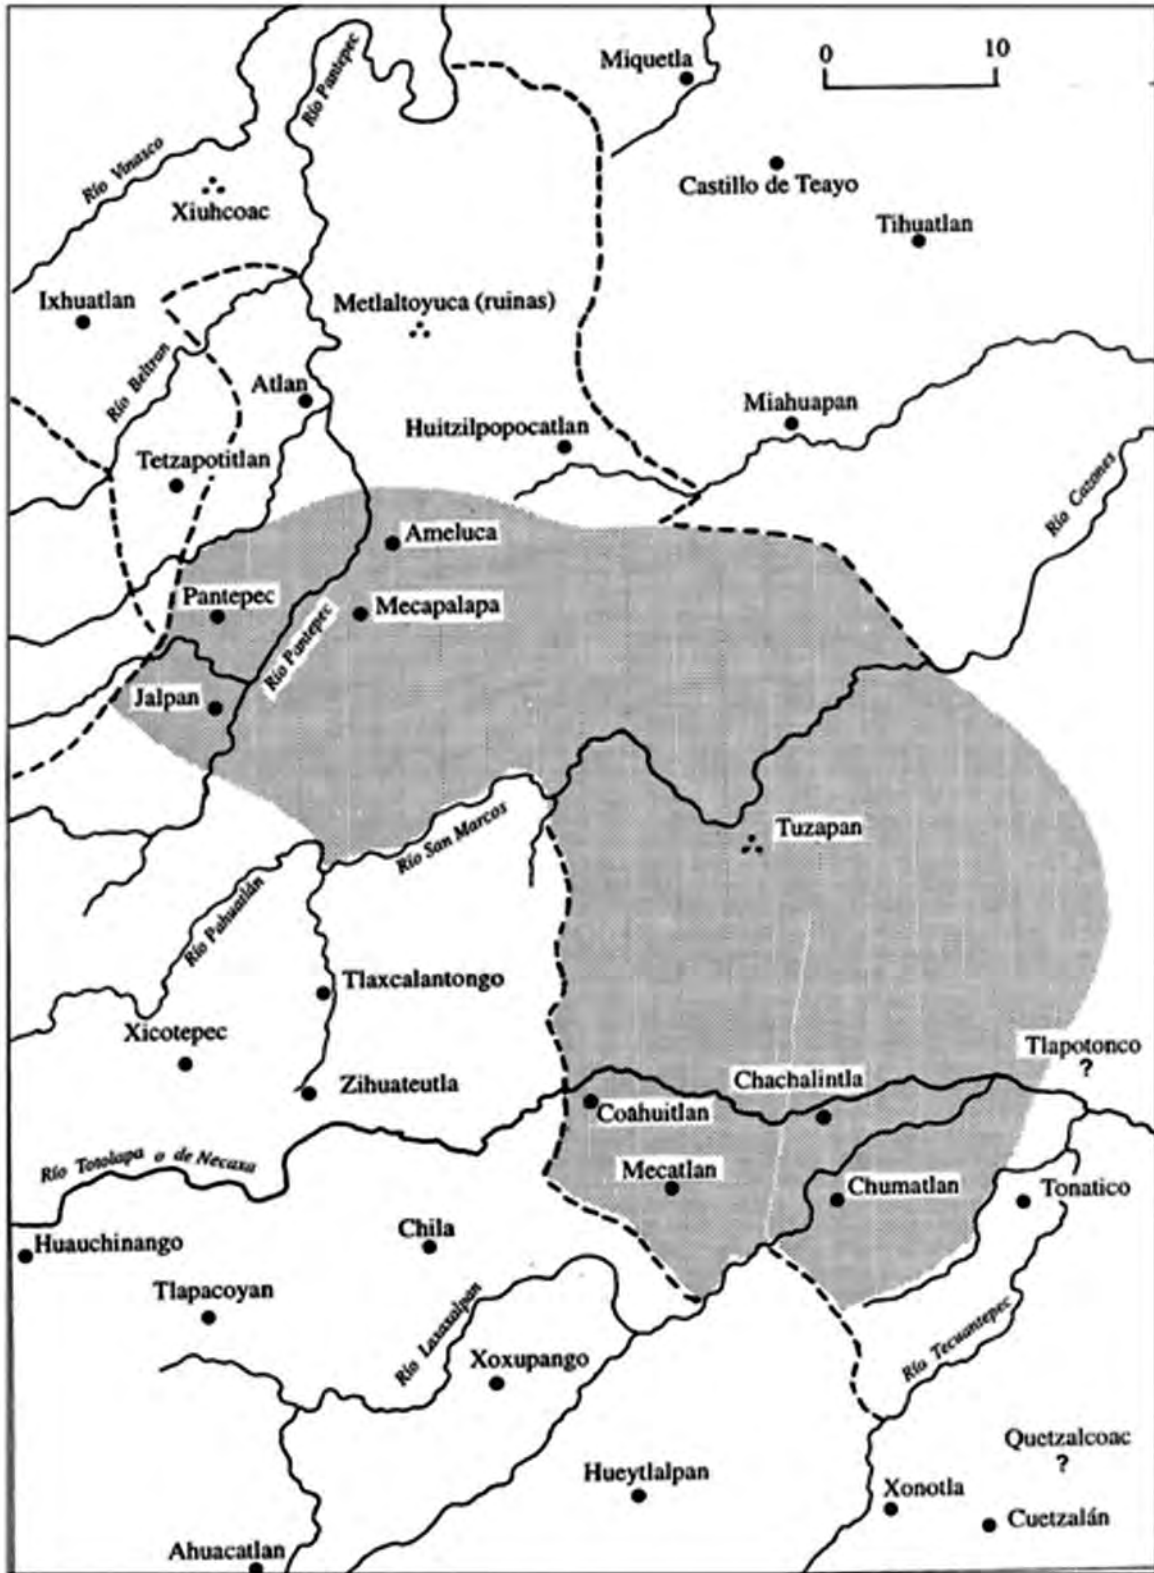 0 10
Miquetla
Río Pantepec
Río Vinasco
Castillo de Teayo
Xiuhcoac
Tihuatlan
Ixhuatlan
Metlaltoyuca (ruinas)
Río Beltran
Atlan
Miahuapan
Huitzilpopocatlan
Tetzapotitlan
Río Cazones
Ameluca
Pantepec
Mecapalapa
Río Pantepec
Jalpan
Tuzapan
Río San Marcos
Río Pahuatlán
Tlaxcalantongo
Xicotepec
Tlapotonco
?
Zihuateutla
Chachalintla
Coahuitlan
Río Totolapa o de Necaxa
Mecatlan
Chumatlan
Tonatico
Huauchinango
Chila
Tlapacoyan
Río Laxaxalpan
Xoxupango
Río Tecuantepec
Quetzalcoac
?
Hueytlalpan
Xonotla
Cuetzalán
Ahuacatlan